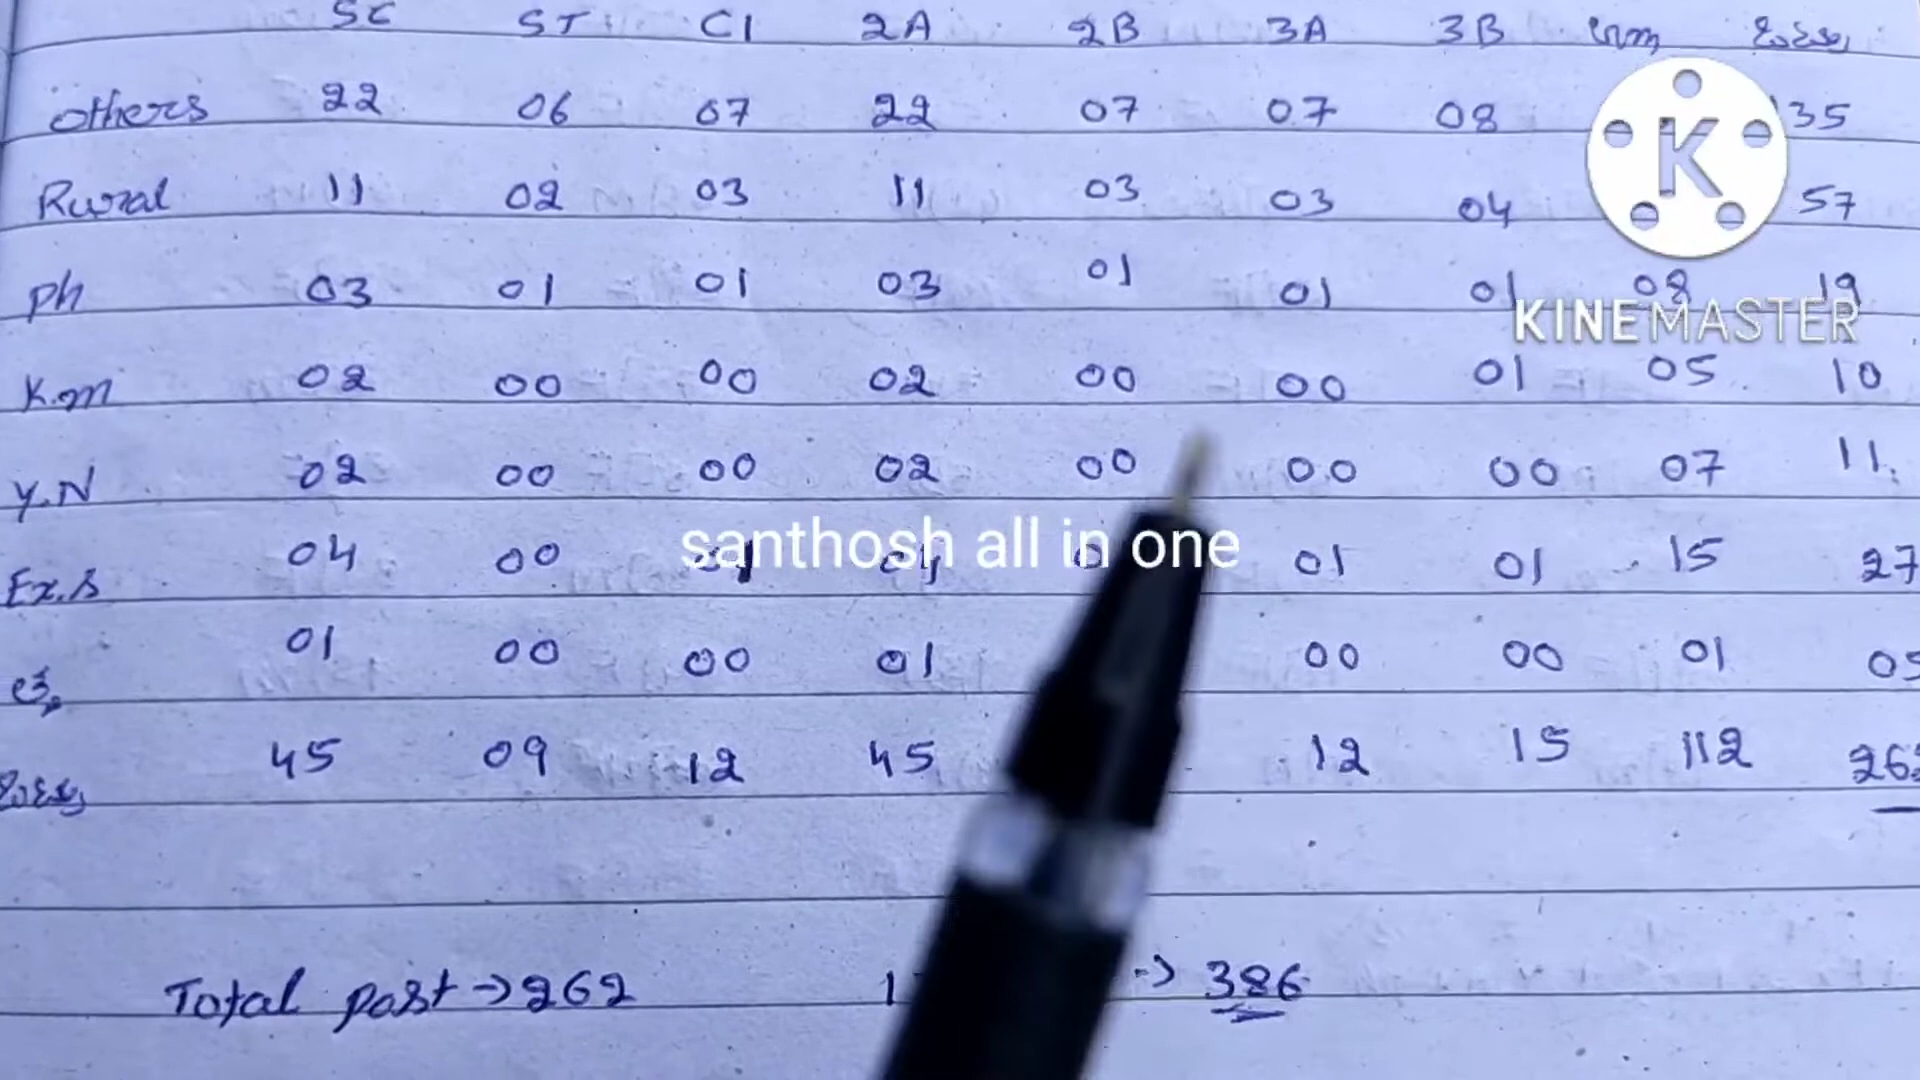 SC ST C1 2A 2B 3A 3B
others 22 06 07 22 07 07 08 135
Rural 11 02 03 11 03 03 04 57
ph 03 01 01 03 01 01 01 08 19
KINEMASTER
K.m 02 00 00 02 00 00 01 05 10
Y.N 02 00 00 02 00 00 00 07 11
santhosh all in one
Ex.s 04 00 01 04 01 01 15 27
01 00 00 01 00 00 01 05
45 09 12 45 12 15 112
Total post → 262 → 386